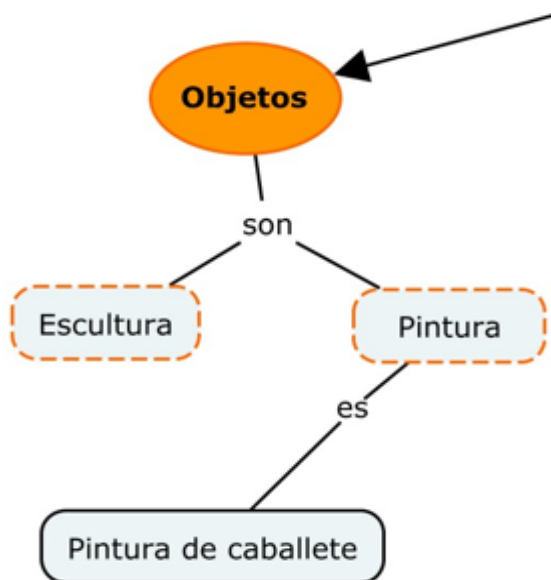 Objetos
son
Escultura
Pintura
es
Pintura de caballete